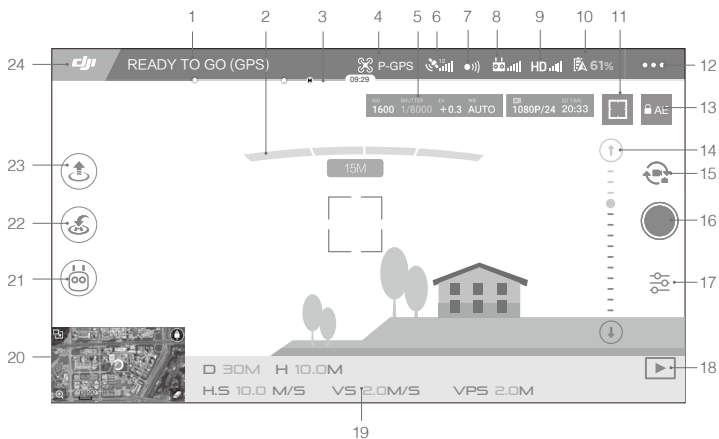 1 2 3 4 5 6 7 8 9 10 11
24 dji READY TO GO (GPS) P-GPS 12 HD 61% 12
09:29
ISO SHUTTER EV WB
1600 1/8000 +0.3 AUTO 1080P/24 20:33 AE 13
15M 14
23 15
22 16
21 17
20 18
D 30M H 10.0M
H.S 10.0 M/S VS 2.0M/S VPS 2.0M
19